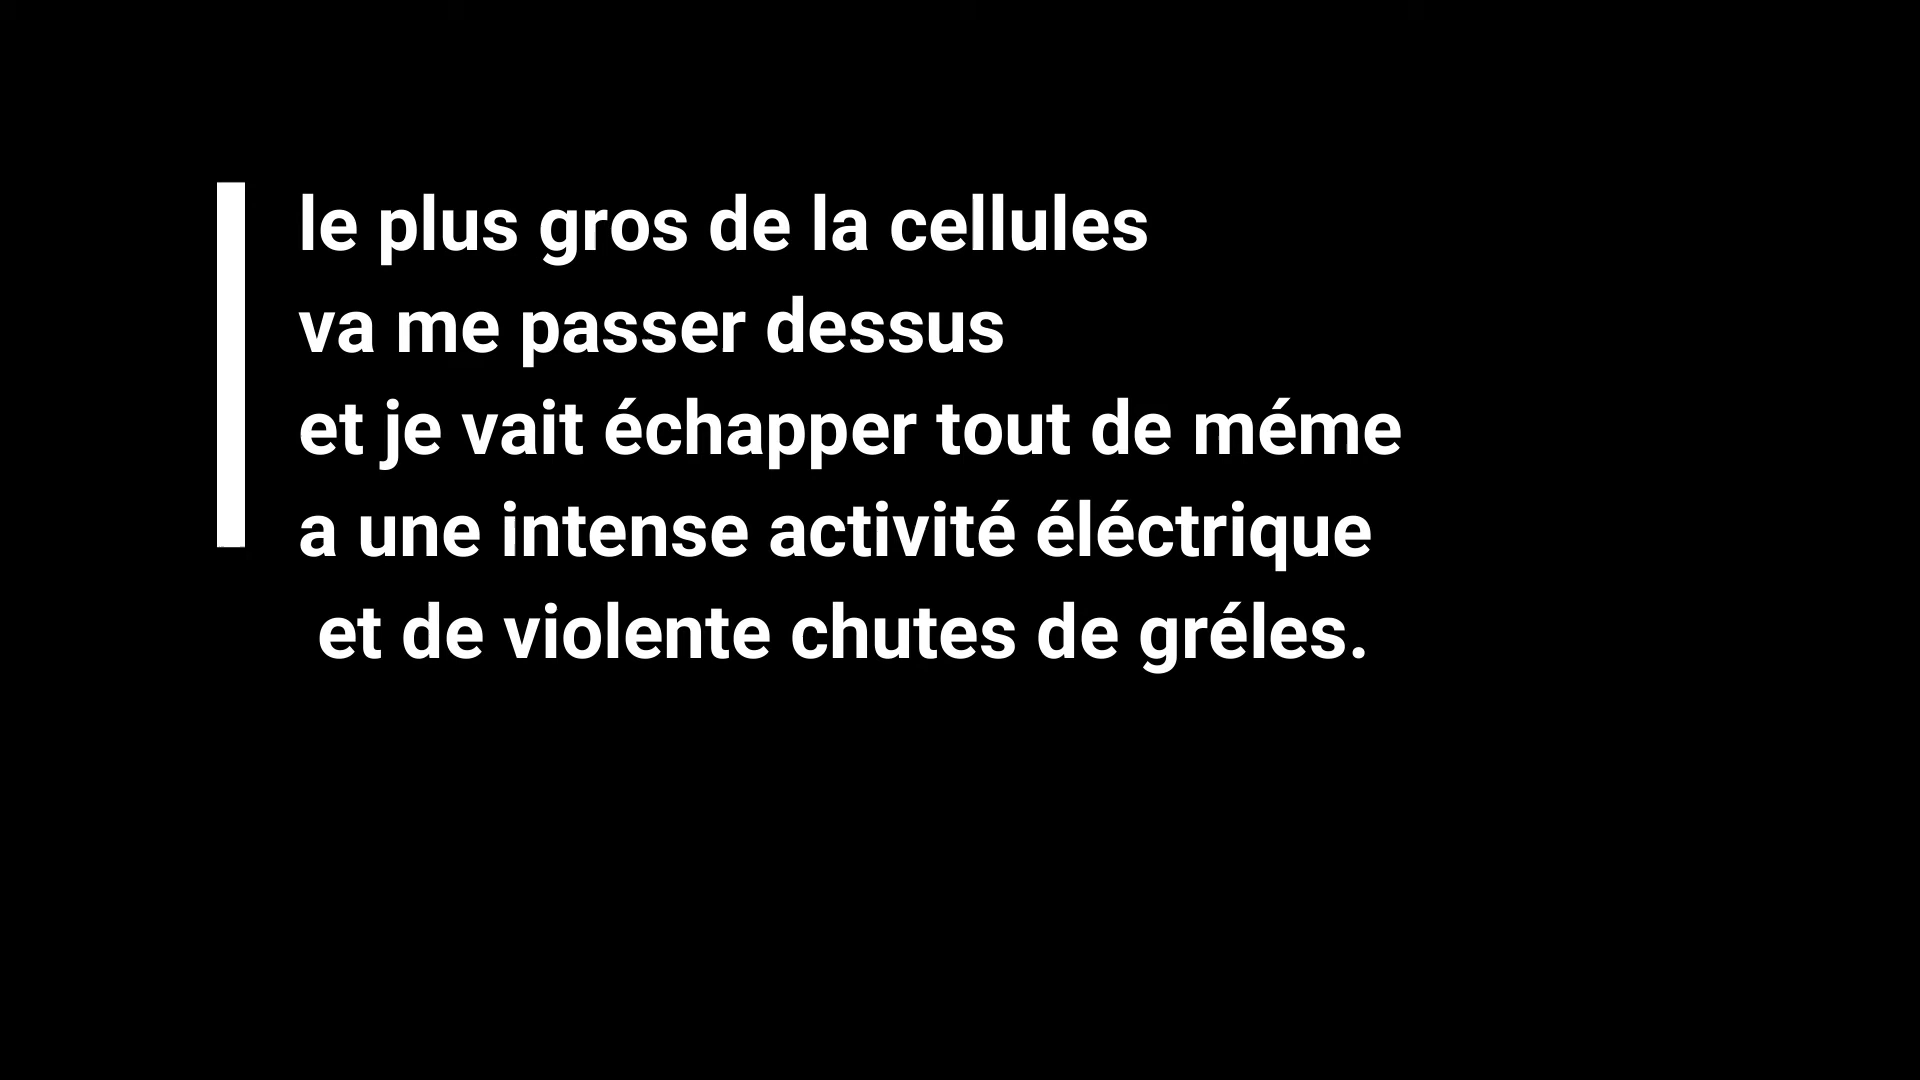 le plus gros de la cellules
va me passer dessus
et je vait échapper tout de méme
a une intense activité éléctrique
et de violente chutes de gréles.